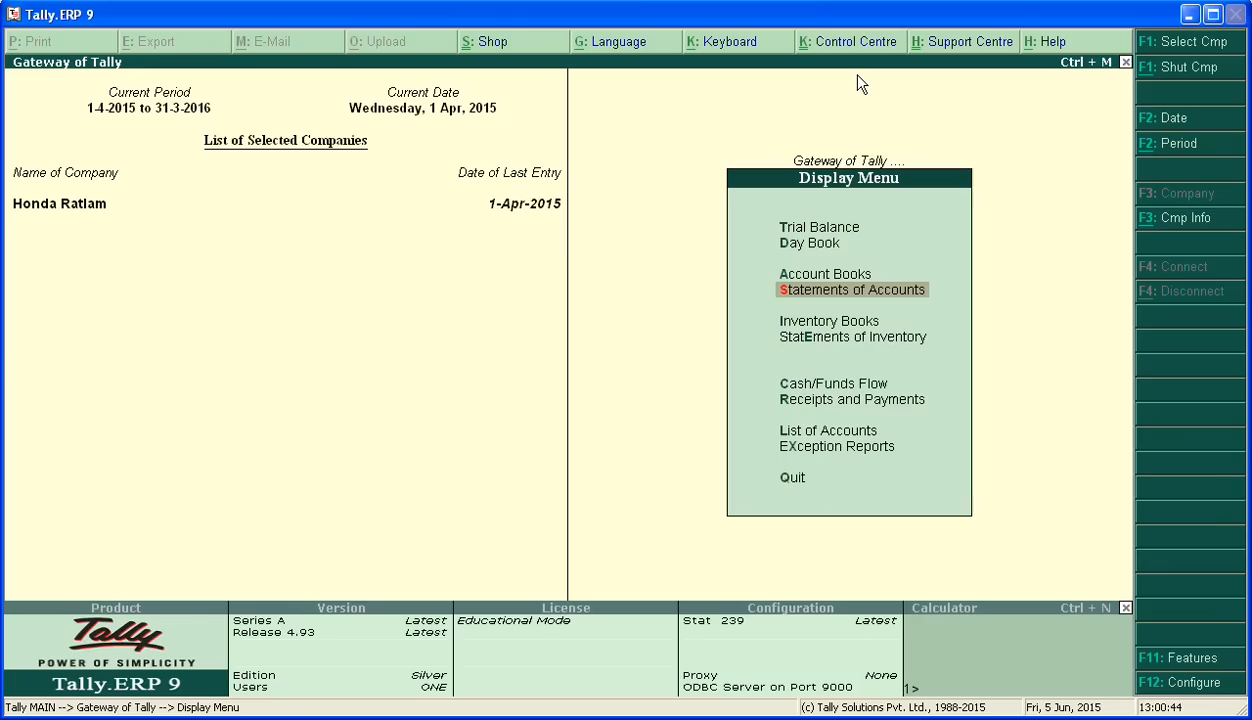 Tally.ERP 9
P: Print E: Export M: E-Mail O: Upload S: Shop G: Language K: Keyboard K: Control Centre H: Support Centre H: Help
F1: Select Cmp
Gateway of Tally Ctrl + M
F1: Shut Cmp
Current Period Current Date
1-4-2015 to 31-3-2016 Wednesday, 1 Apr, 2015
F2: Date
List of Selected Companies
F2: Period
Gateway of Tally ....
Name of Company Date of Last Entry
Display Menu
F3: Company
Honda Ratlam 1-Apr-2015
F3: Cmp Info
Trial Balance
Day Book
F4: Connect
Account Books
Statements of Accounts
F4: Disconnect
Inventory Books
StatEments of Inventory
Cash/Funds Flow
Receipts and Payments
List of Accounts
EXception Reports
Quit
Product Version License Configuration Calculator Ctrl + N
Series A Latest Educational Mode Stat 239 Latest
Release 4.93 Latest
Tally
POWER OF SIMPLICITY
F11: Features
Edition Silver Proxy None
Tally.ERP 9 Users ONE ODBC Server on Port 9000 1>
F12: Configure
Tally MAIN --> Gateway of Tally --> Display Menu (c) Tally Solutions Pvt. Ltd., 1988-2015 Fri, 5 Jun, 2015 13:00:44